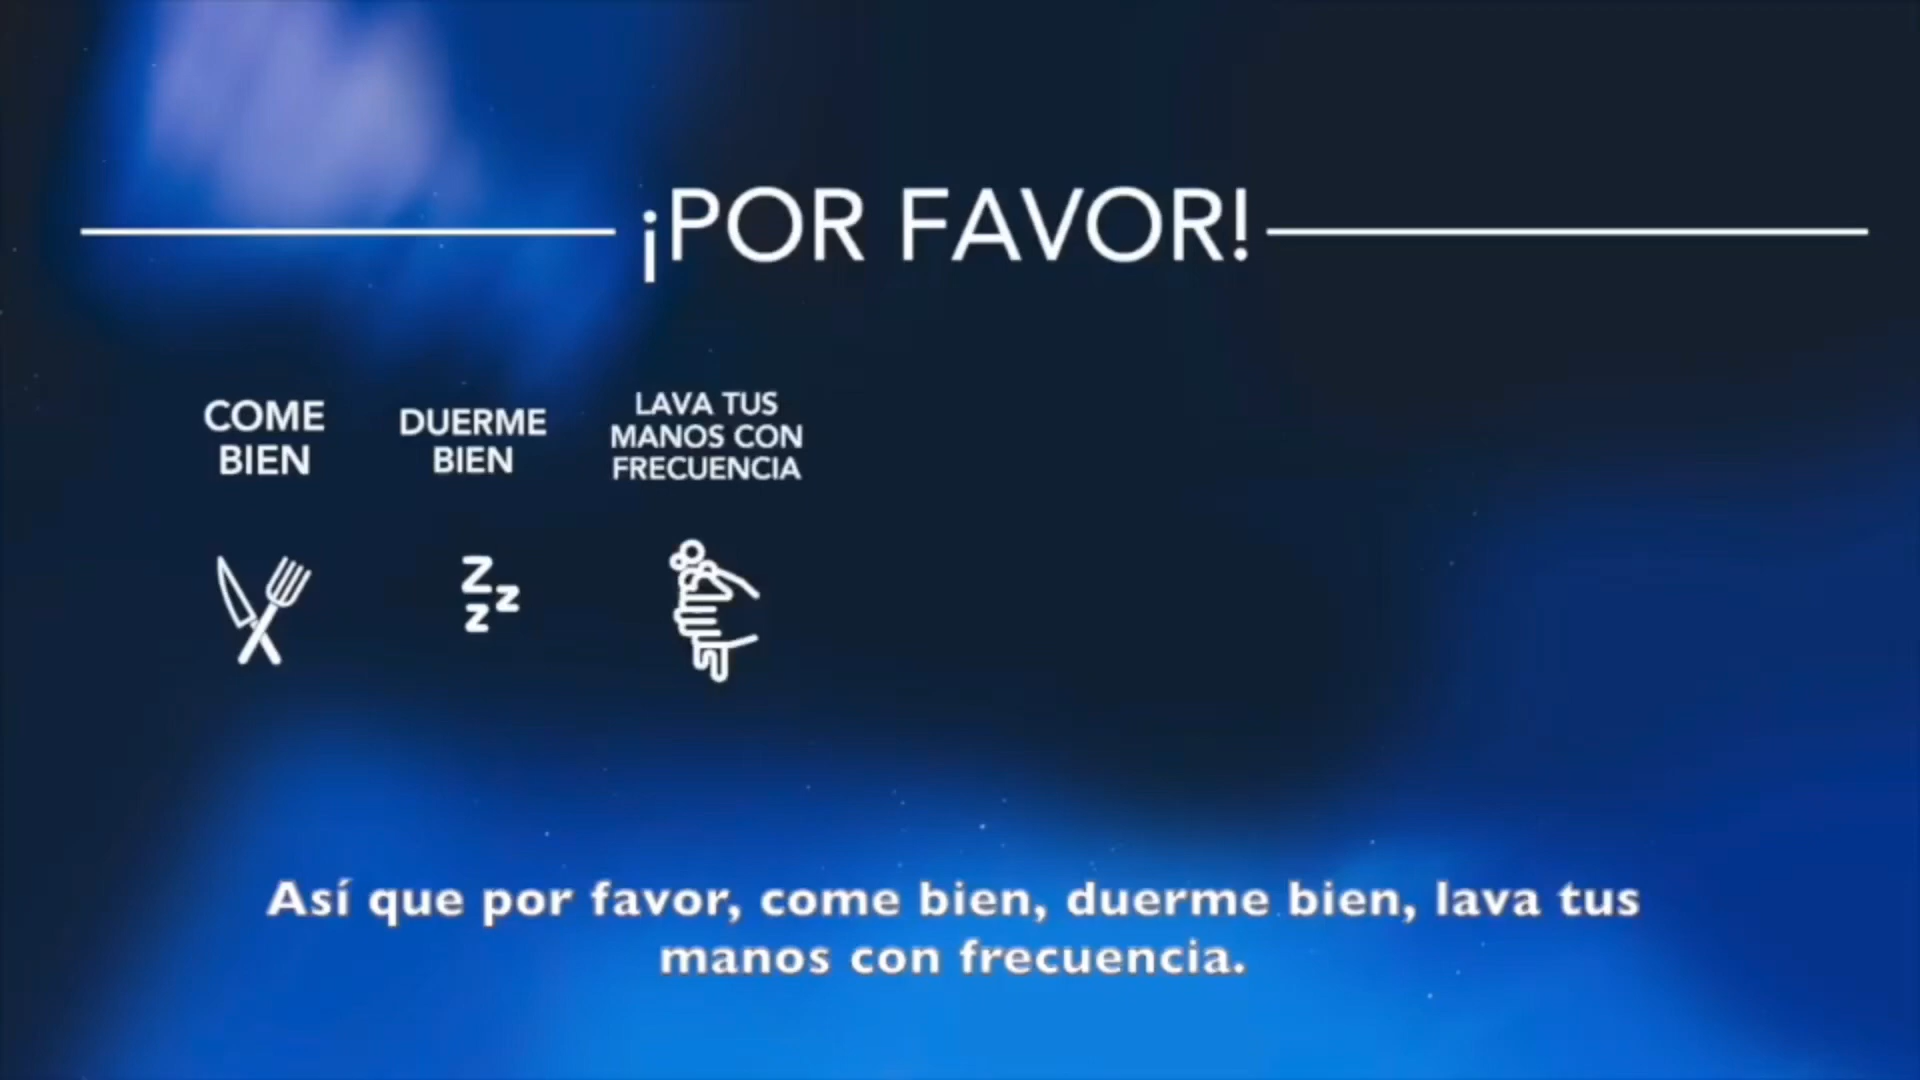 ¡POR FAVOR!
COME
BIEN
DUERME
BIEN
LAVA TUS
MANOS CON
FRECUENCIA
Z
z
z
Así que por favor, come bien, duerme bien, lava tus
manos con frecuencia.